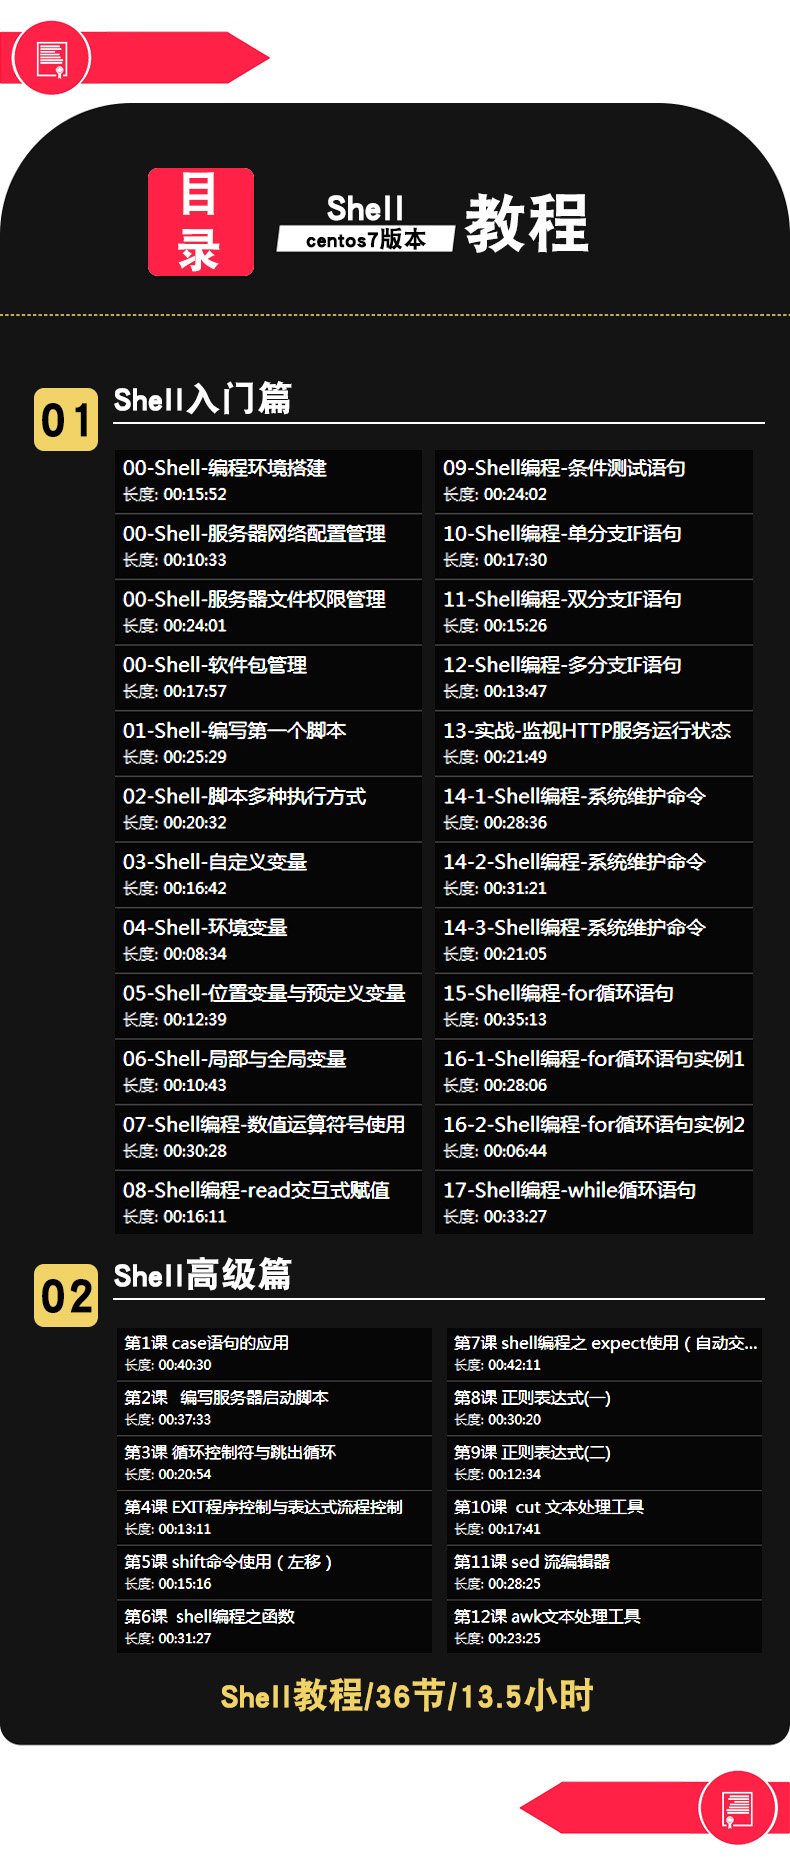 目录
Shell
centos7版本
教程
01
Shell入门篇
00-Shell-编程环境搭建
长度: 00:15:52
00-Shell-服务器网络配置管理
长度: 00:10:33
00-Shell-服务器文件权限管理
长度: 00:24:01
00-Shell-软件包管理
长度: 00:17:57
01-Shell-编写第一个脚本
长度: 00:25:29
02-Shell-脚本多种执行方式
长度: 00:20:32
03-Shell-自定义变量
长度: 00:16:42
04-Shell-环境变量
长度: 00:08:34
05-Shell-位置变量与预定义变量
长度: 00:12:39
06-Shell-局部与全局变量
长度: 00:10:43
07-Shell编程-数值运算符号使用
长度: 00:30:28
08-Shell编程-read交互式赋值
长度: 00:16:11
09-Shell编程-条件测试语句
长度: 00:24:02
10-Shell编程-单分支IF语句
长度: 00:17:30
11-Shell编程-双分支IF语句
长度: 00:15:26
12-Shell编程-多分支IF语句
长度: 00:13:47
13-实战-监视HTTP服务运行状态
长度: 00:21:49
14-1-Shell编程-系统维护命令
长度: 00:28:36
14-2-Shell编程-系统维护命令
长度: 00:31:21
14-3-Shell编程-系统维护命令
长度: 00:21:05
15-Shell编程-for循环语句
长度: 00:35:13
16-1-Shell编程-for循环语句实例1
长度: 00:28:06
16-2-Shell编程-for循环语句实例2
长度: 00:06:44
17-Shell编程-while循环语句
长度: 00:33:27
02
Shell高级篇
第1课 case语句的应用
长度: 00:40:30
第2课 编写服务器启动脚本
长度: 00:37:33
第3课 循环控制符与跳出循环
长度: 00:20:54
第4课 EXIT程序控制与表达式流程控制
长度: 00:13:11
第5课 shift命令使用（左移）
长度: 00:15:16
第6课 shell编程之函数
长度: 00:31:27
第7课 shell编程之 expect使用（自动交...
长度: 00:42:11
第8课 正则表达式(一)
长度: 00:30:20
第9课 正则表达式(二)
长度: 00:12:34
第10课 cut 文本处理工具
长度: 00:17:41
第11课 sed 流编辑器
长度: 00:28:25
第12课 awk文本处理工具
长度: 00:23:25
Shell教程/36节/13.5小时